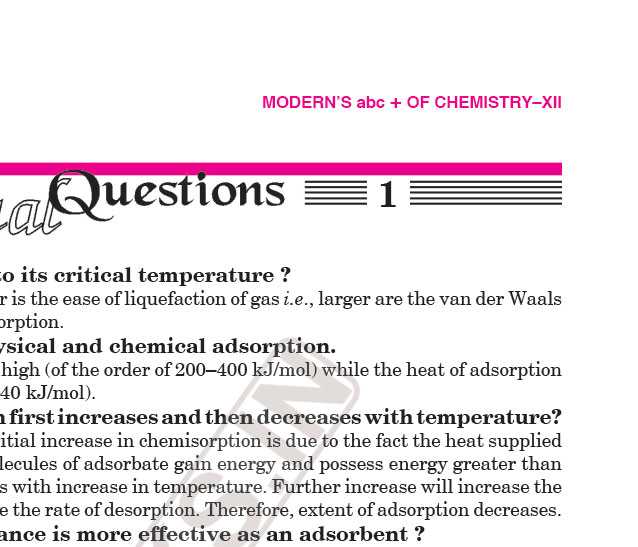 MODERN'S abc + OF CHEMISTRY–XII
ual Questions 1
to its critical temperature ?
r is the ease of liquefaction of gas i.e., larger are the van der Waals
orption.
ysical and chemical adsorption.
high (of the order of 200–400 kJ/mol) while the heat of adsorption
40 kJ/mol).
n first increases and then decreases with temperature?
itial increase in chemisorption is due to the fact the heat supplied
lecules of adsorbate gain energy and possess energy greater than
s with increase in temperature. Further increase will increase the
e the rate of desorption. Therefore, extent of adsorption decreases.
ance is more effective as an adsorbent ?